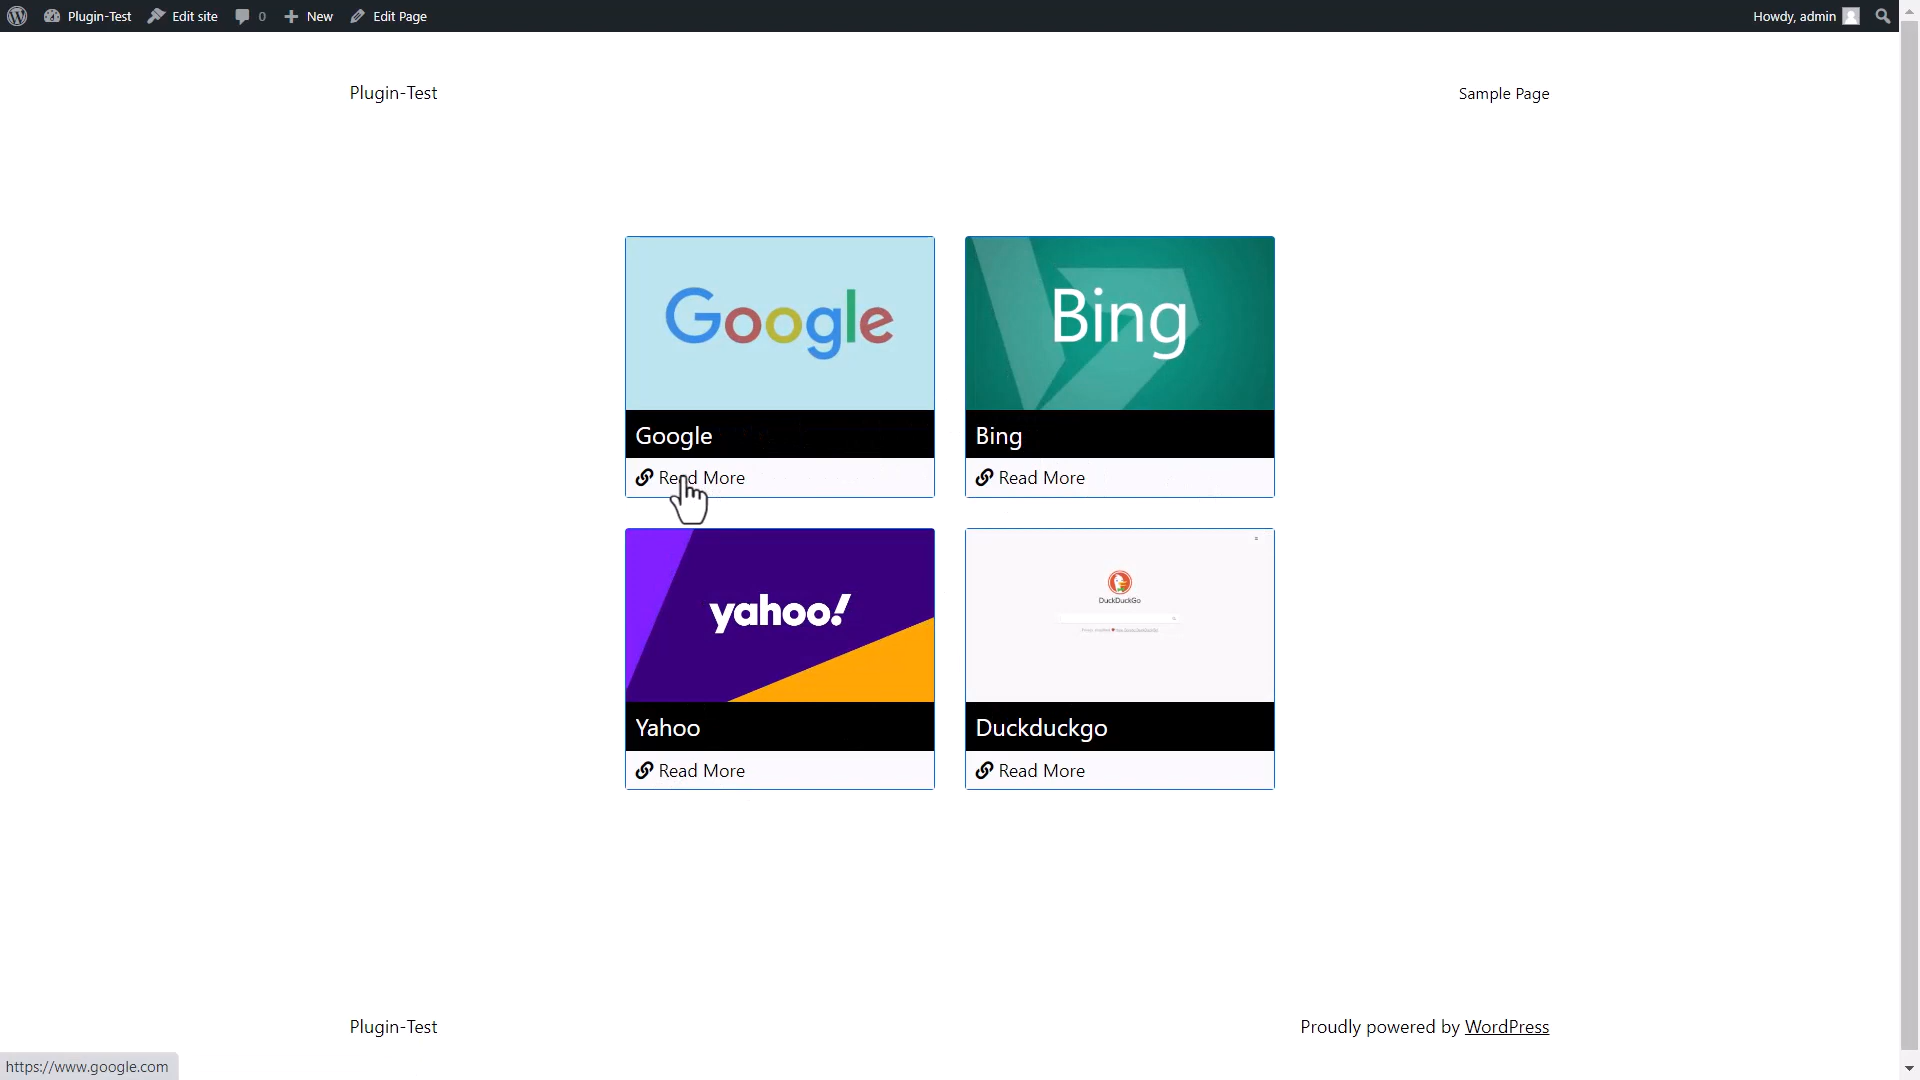 Plugin-Test Edit site 0 New Edit Page Howdy, admin
Plugin-Test Sample Page
Google Bing
Google Bing
Read More Read More
yahoo! DuckDuckGo
Yahoo Duckduckgo
Read More Read More
Plugin-Test Proudly powered by WordPress
https://www.google.com